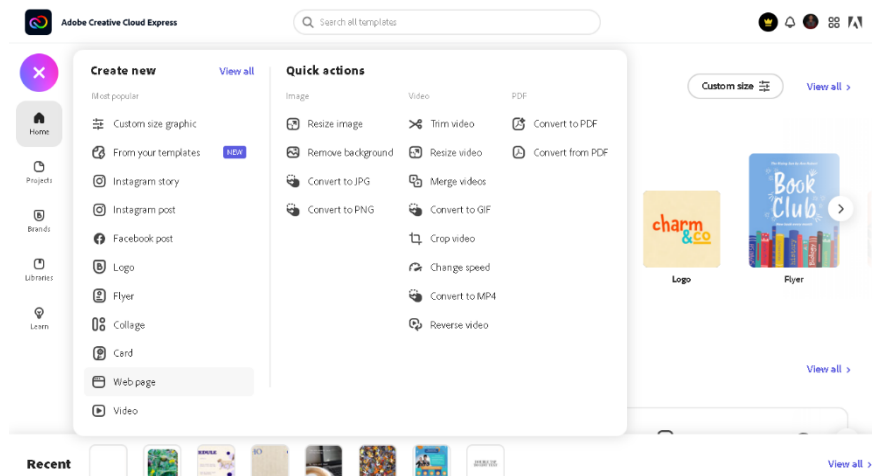 Adobe Creative Cloud Express
Search all templates
Create new
View all
Most popular
Custom size graphic
From your templates
NEW
Instagram story
Instagram post
Facebook post
Logo
Flyer
Collage
Card
Web page
Video
Quick actions
Image
Resize image
Remove background
Convert to JPG
Convert to PNG
Video
Trim video
Resize video
Merge videos
Convert to GIF
Crop video
Change speed
Convert to MP4
Reverse video
PDF
Convert to PDF
Convert from PDF
Home
Projects
Brands
Libraries
Learn
Custom size
View all
charm
&co
Logo
Book
Club
Flyer
View all
Recent
View all